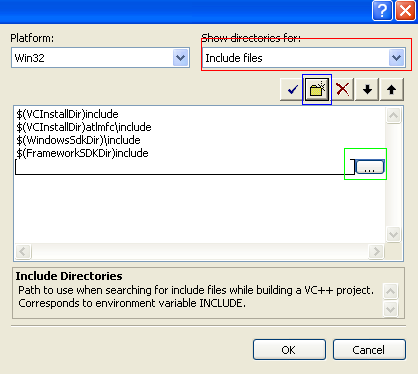 Platform:
Show directories for:
Win32
Include files
$(VCInstallDir)include
$(VCInstallDir)atlmfc\include
$(WindowsSdkDir)\include
$(FrameworkSDKDir)include
...
Include Directories
Path to use when searching for include files while building a VC++ project.
Corresponds to environment variable INCLUDE.
OK
Cancel